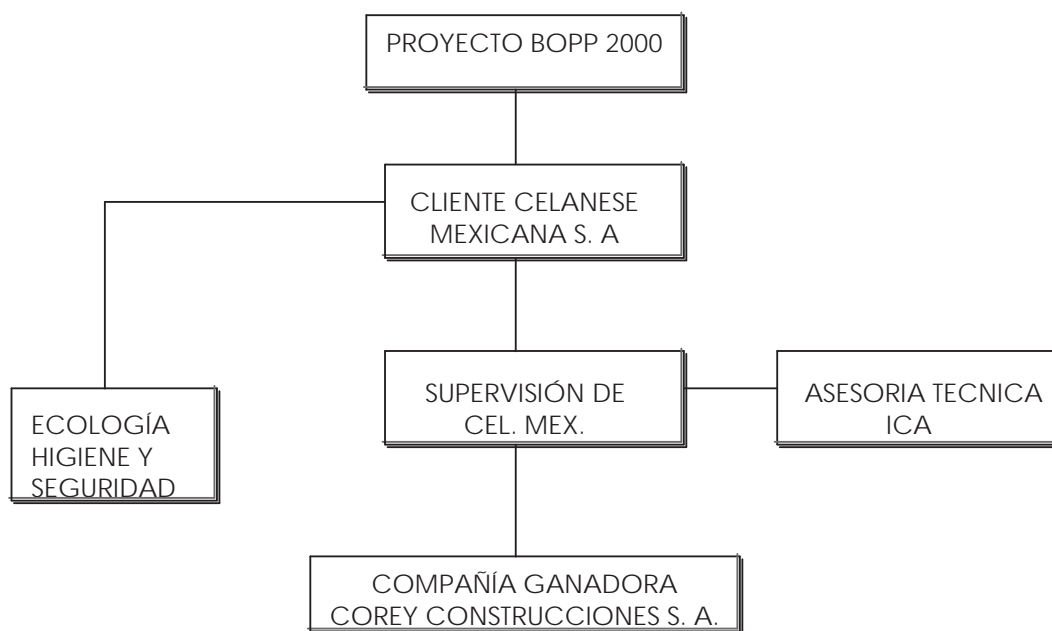 PROYECTO BOPP 2000
CLIENTE CELANESE
MEXICANA S. A
SUPERVISIÓN DE
CEL. MEX.
ASESORIA TECNICA
ICA
ECOLOGÍA
HIGIENE Y
SEGURIDAD
COMPAÑÍA GANADORA
COREY CONSTRUCCIONES S. A.